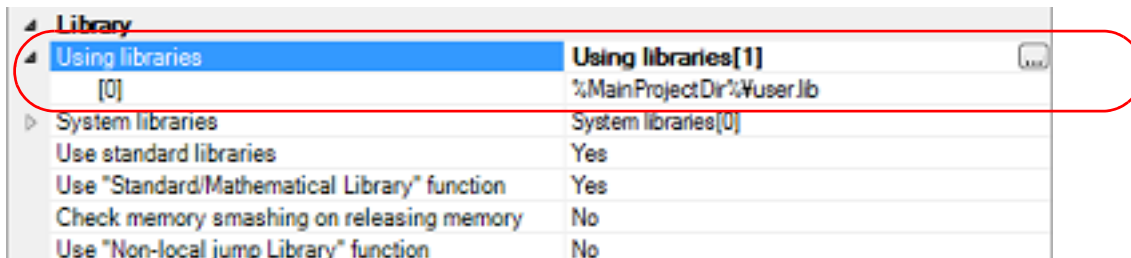 Library
Using libraries Using libraries[1] ...
[0] %MainProjectDir%¥user.lib
System libraries System libraries[0]
Use standard libraries Yes
Use "Standard/Mathematical Library" function Yes
Check memory smashing on releasing memory No
Use "Non-local jump Library" function No